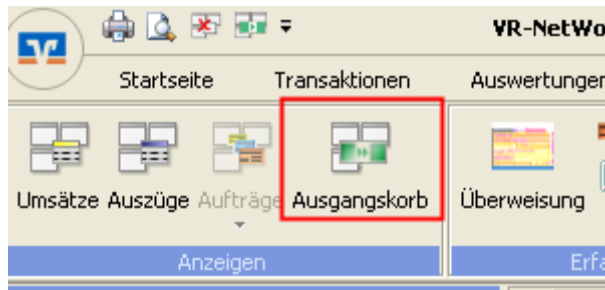 VR-NetWo
Startseite Transaktionen Auswertungen
Umsätze Auszüge Aufträge Ausgangskorb Überweisung
Anzeigen Erfa